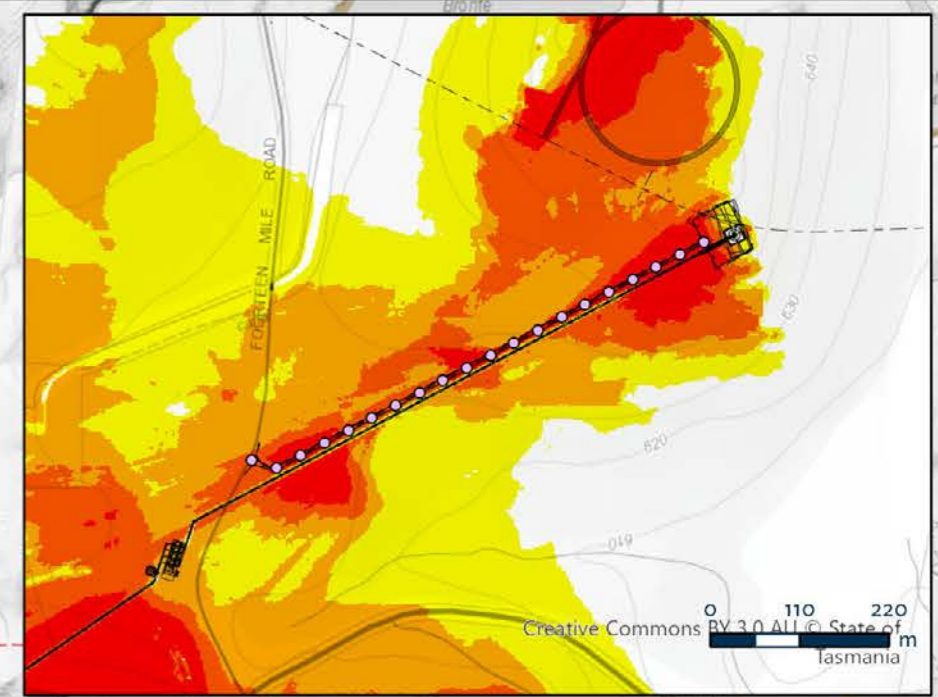 Bronte
640
FOURTEEN MILE ROAD
630
620
610
0 110 220
m
Creative Commons BY 3.0 AU © State of
Tasmania